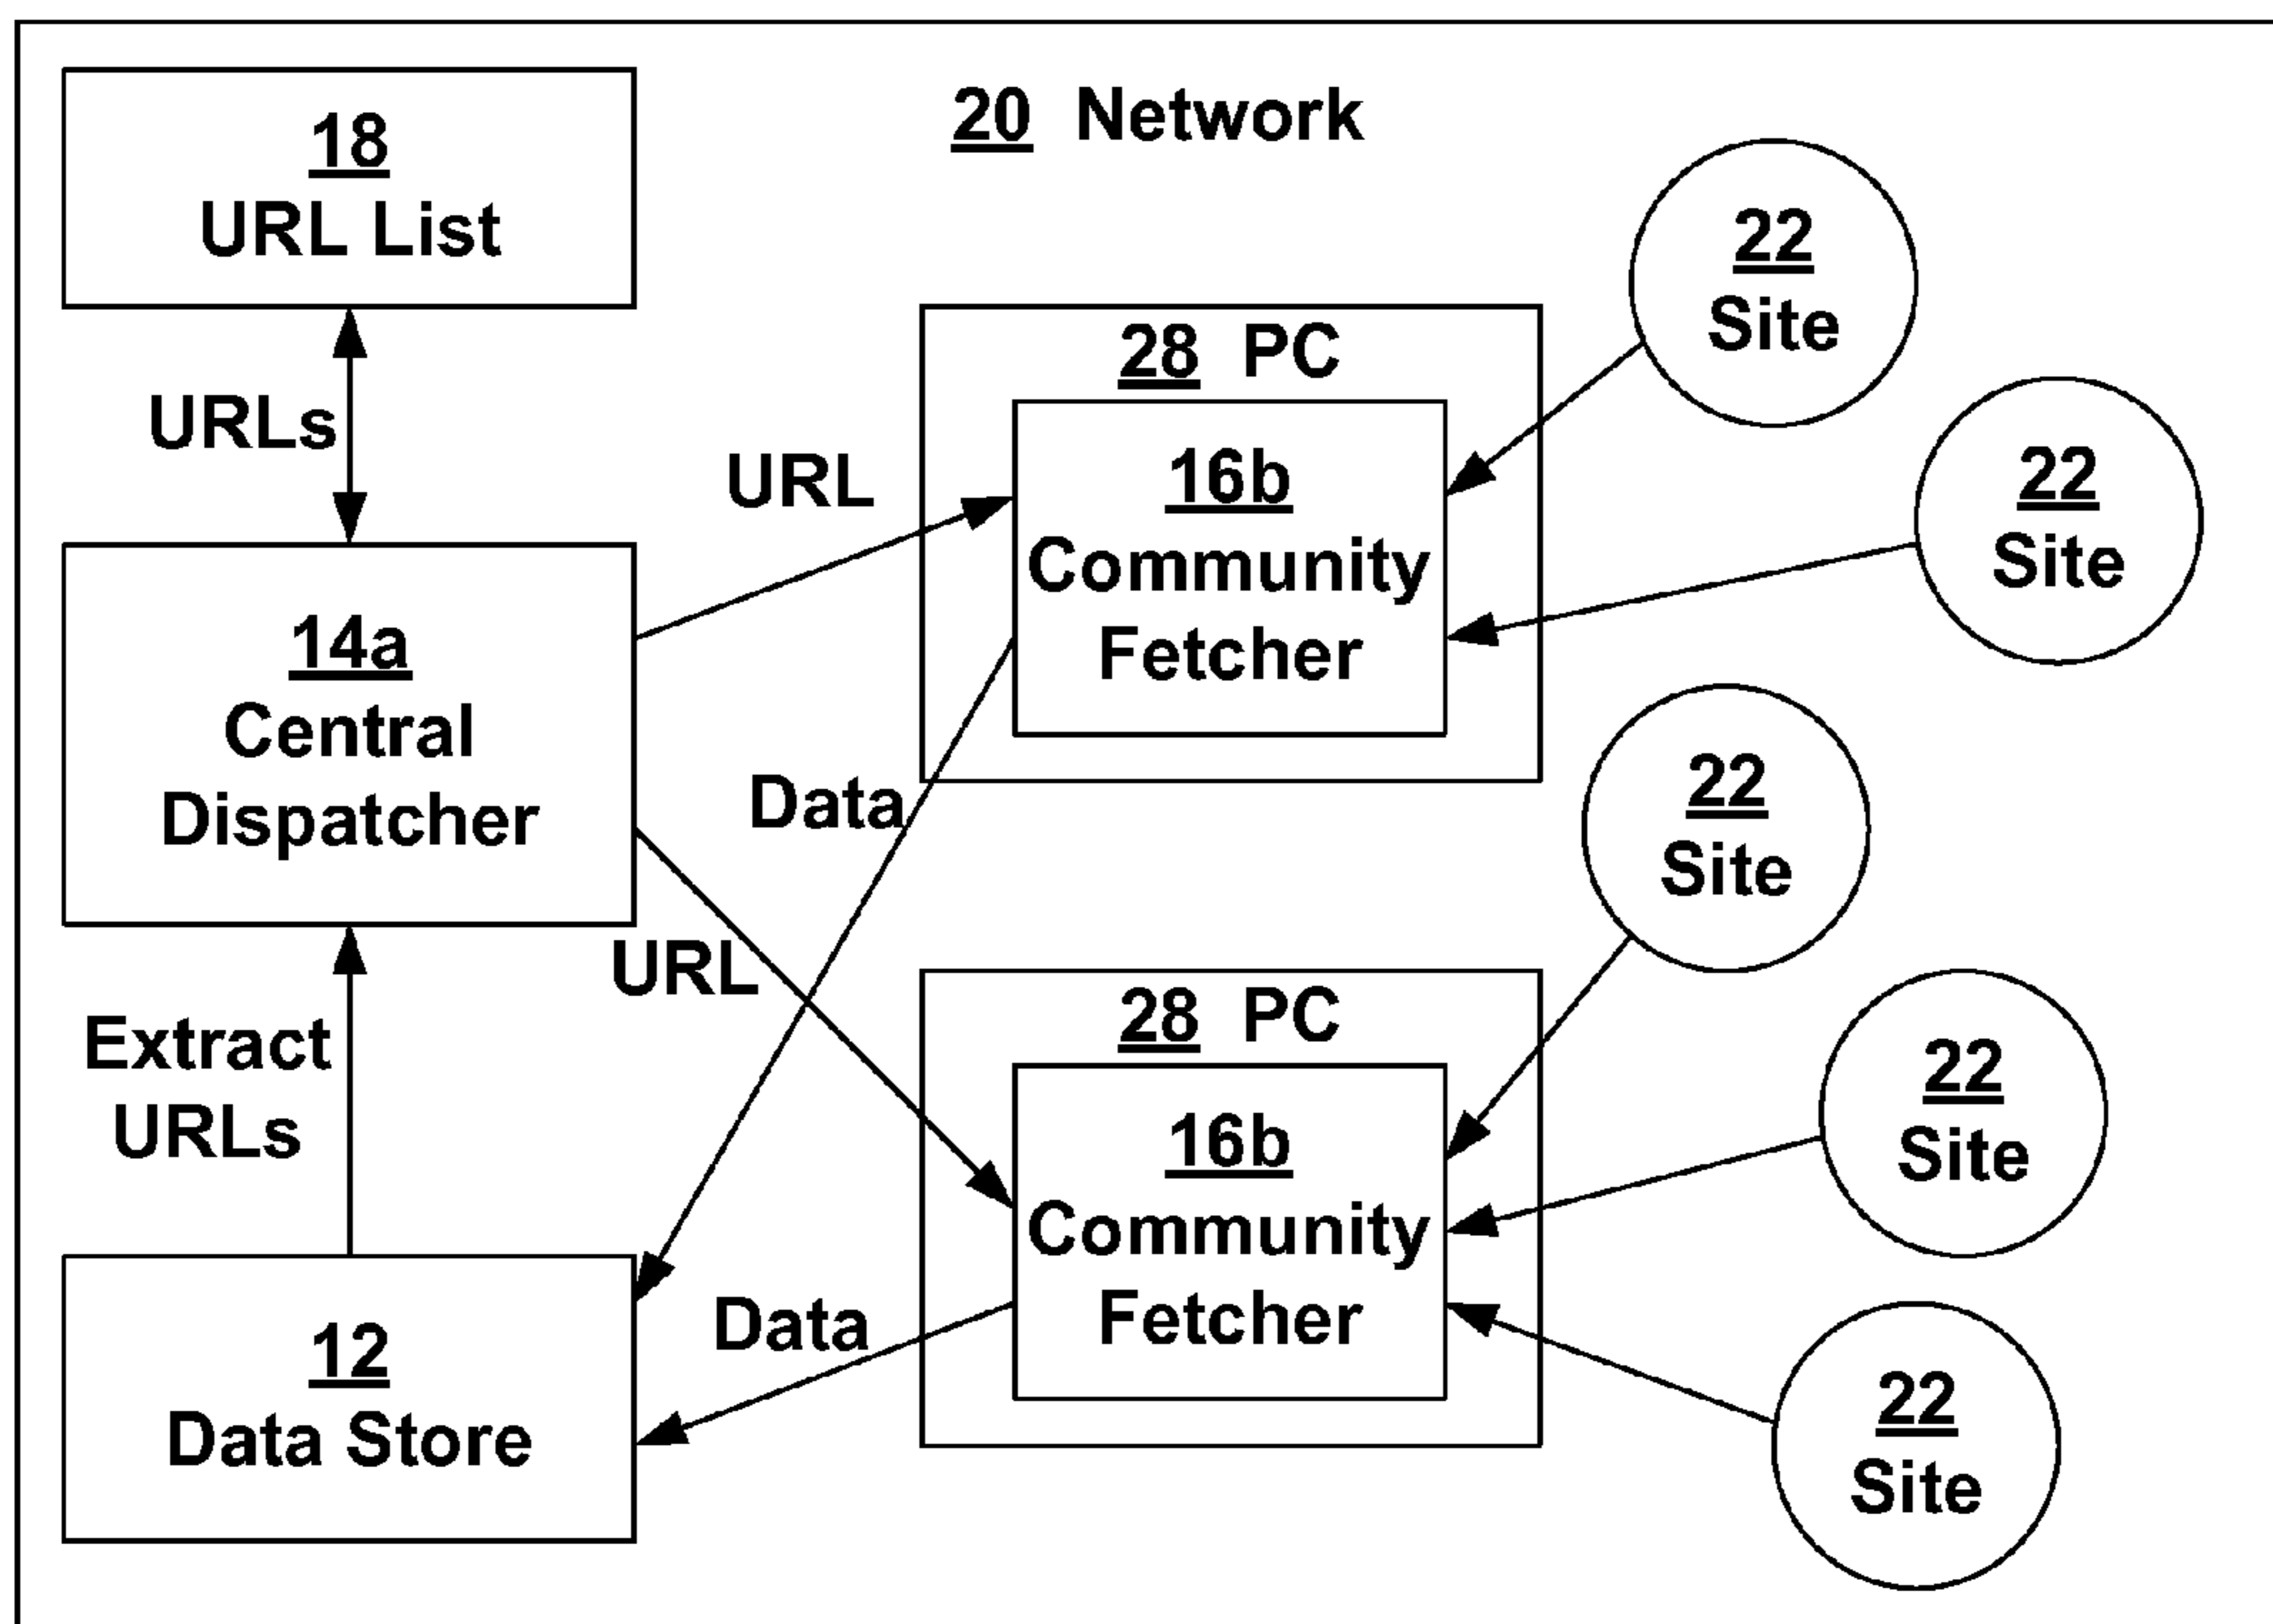 18
URL List
20 Network
22
Site
28 PC
URLs
URL
16b
Community
Fetcher
22
Site
14a
Central
Dispatcher
Data
22
Site
URL
28 PC
Extract
URLs
16b
Community
Fetcher
22
Site
12
Data Store
Data
22
Site